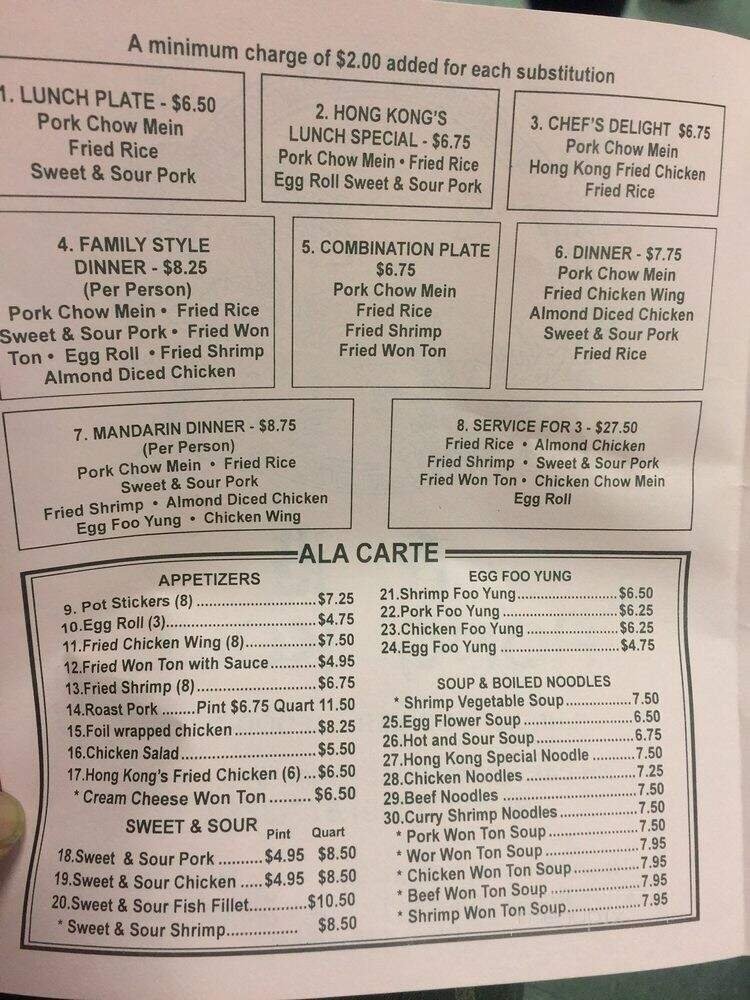 A minimum charge of $2.00 added for each substitution
1. LUNCH PLATE - $6.50
Pork Chow Mein
Fried Rice
Sweet & Sour Pork
2. HONG KONG'S
LUNCH SPECIAL - $6.75
Pork Chow Mein • Fried Rice
Egg Roll Sweet & Sour Pork
3. CHEF'S DELIGHT $6.75
Pork Chow Mein
Hong Kong Fried Chicken
Fried Rice
4. FAMILY STYLE
DINNER - $8.25
(Per Person)
Pork Chow Mein • Fried Rice
Sweet & Sour Pork • Fried Won
Ton • Egg Roll • Fried Shrimp
Almond Diced Chicken
5. COMBINATION PLATE
$6.75
Pork Chow Mein
Fried Rice
Fried Shrimp
Fried Won Ton
6. DINNER - $7.75
Pork Chow Mein
Fried Chicken Wing
Almond Diced Chicken
Sweet & Sour Pork
Fried Rice
7. MANDARIN DINNER - $8.75
(Per Person)
Pork Chow Mein • Fried Rice
Sweet & Sour Pork
Fried Shrimp • Almond Diced Chicken
Egg Foo Yung • Chicken Wing
8. SERVICE FOR 3 - $27.50
Fried Rice • Almond Chicken
Fried Shrimp • Sweet & Sour Pork
Fried Won Ton • Chicken Chow Mein
Egg Roll
ALA CARTE
APPETIZERS
9. Pot Stickers (8) ....................$7.25
10.Egg Roll (3)..........................$4.75
11.Fried Chicken Wing (8)............$7.50
12.Fried Won Ton with Sauce........$4.95
13.Fried Shrimp (8)....................$6.75
14.Roast Pork ........Pint $6.75 Quart 11.50
15.Foil wrapped chicken..............$8.25
16.Chicken Salad.......................$5.50
17.Hong Kong's Fried Chicken (6)...$6.50
* Cream Cheese Won Ton .........$6.50
SWEET & SOUR Pint Quart
18.Sweet & Sour Pork ..........$4.95 $8.50
19.Sweet & Sour Chicken .....$4.95 $8.50
20.Sweet & Sour Fish Fillet............$10.50
* Sweet & Sour Shrimp............... $8.50
EGG FOO YUNG
21.Shrimp Foo Yung....................$6.50
22.Pork Foo Yung .......................$6.25
23.Chicken Foo Yung ..................$6.25
24.Egg Foo Yung ........................$4.75
SOUP & BOILED NOODLES
* Shrimp Vegetable Soup.............7.50
25.Egg Flower Soup .....................6.50
26.Hot and Sour Soup...................6.75
27.Hong Kong Special Noodle .........7.50
28.Chicken Noodles ......................7.25
29.Beef Noodles ..........................7.50
30.Curry Shrimp Noodles................7.50
* Pork Won Ton Soup..................7.50
* Wor Won Ton Soup...................7.95
* Chicken Won Ton Soup..............7.95
* Beef Won Ton Soup ..................7.95
* Shrimp Won Ton Soup...............7.95